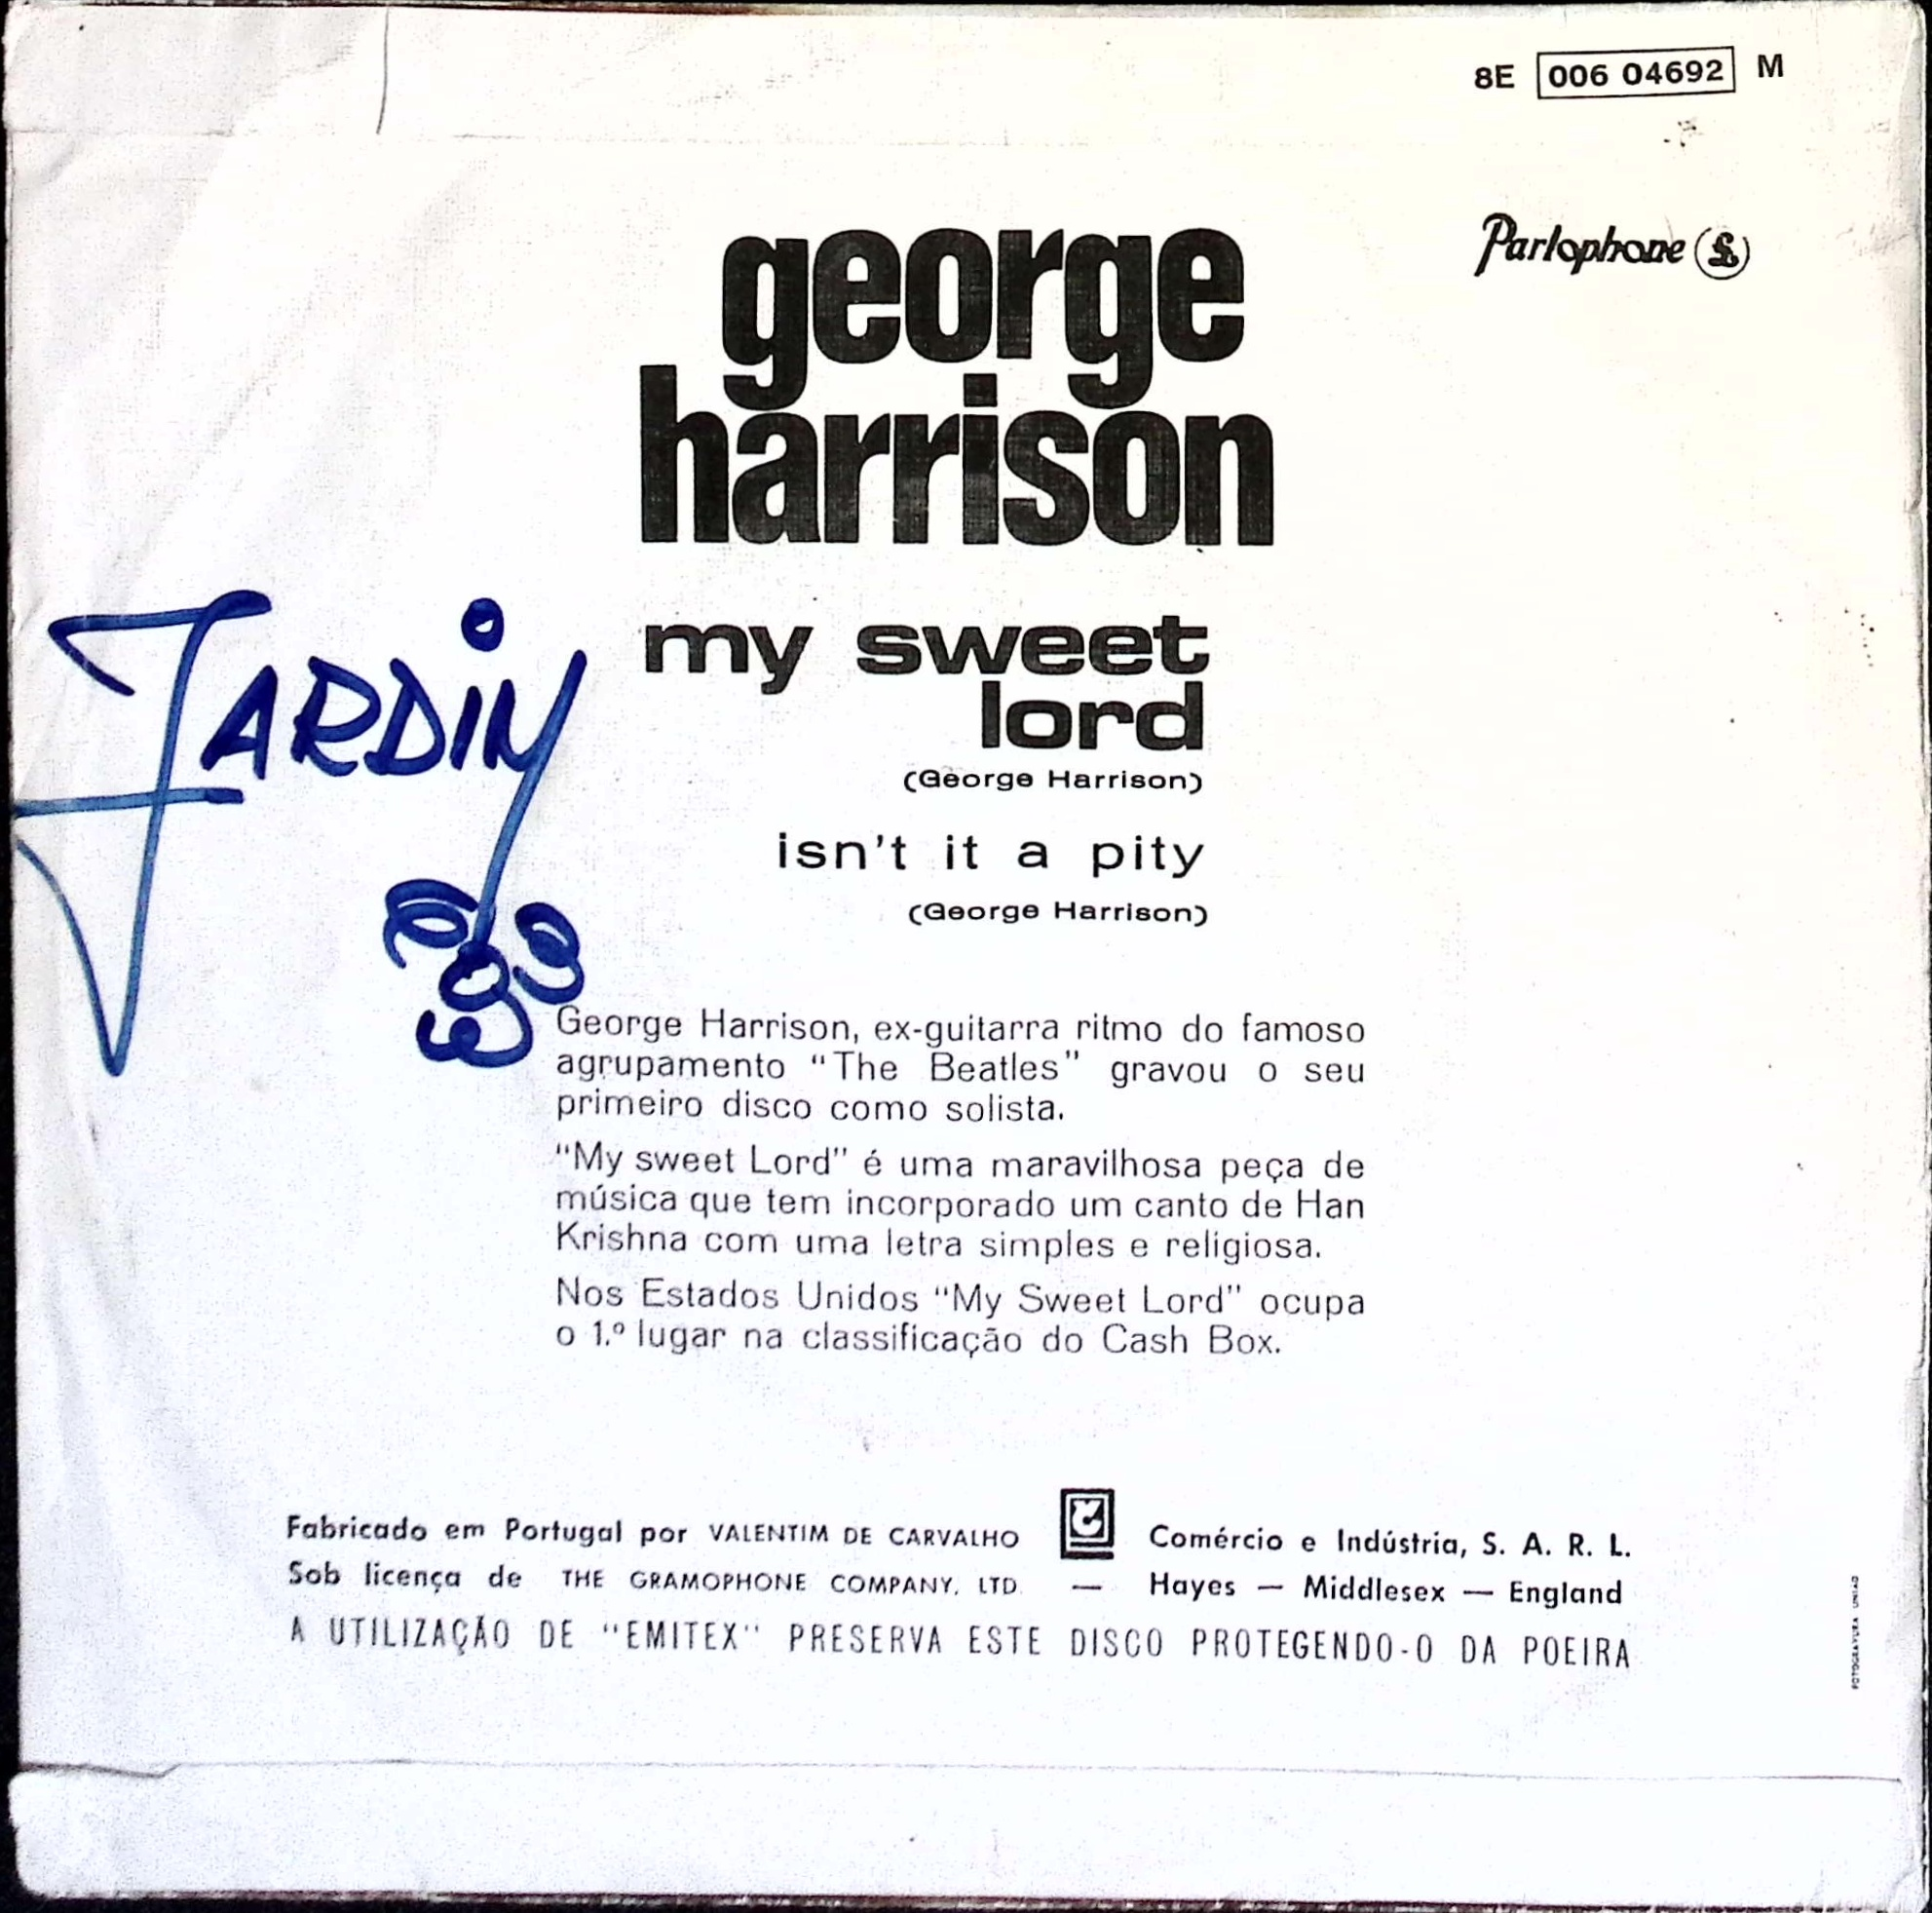 8E 006 04692 M
Parlophone £
george
harrison
my sweet
lord
(George Harrison)
isn't it a pity
(George Harrison)
JARDIM
George Harrison, ex-guitarra ritmo do famoso
agrupamento "The Beatles" gravou o seu
primeiro disco como solista.
"My sweet Lord" é uma maravilhosa peça de
música que tem incorporado um canto de Han
Krishna com uma letra simples e religiosa.
Nos Estados Unidos "My Sweet Lord" ocupa
o 1.º lugar na classificação do Cash Box.
Fabricado em Portugal por VALENTIM DE CARVALHO Comércio e Indústria, S. A. R. L.
Sob licença de THE GRAMOPHONE COMPANY, LTD — Hayes — Middlesex — England
A UTILIZAÇÃO DE "EMITEX" PRESERVA ESTE DISCO PROTEGENDO-O DA POEIRA
FOTOGRAVURA UNIÃO